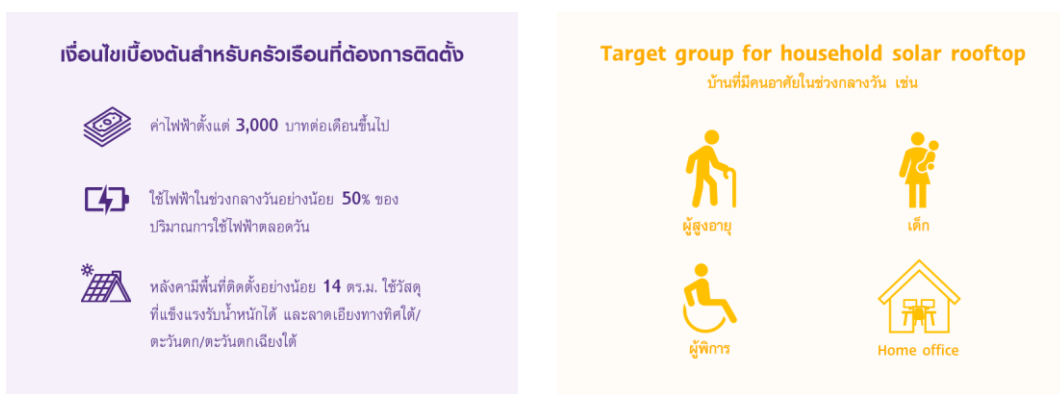 เงื่อนไขเบื้องต้นสำหรับครัวเรือนที่ต้องการติดตั้ง
ค่าไฟฟ้าตั้งแต่ 3,000 บาทต่อเดือนขึ้นไป
ใช้ไฟฟ้าในช่วงกลางวันอย่างน้อย 50% ของ
ปริมาณการใช้ไฟฟ้าตลอดวัน
หลังคามีพื้นที่ติดตั้งอย่างน้อย 14 ตร.ม. ใช้วัสดุ
ที่แข็งแรงรับน้ำหนักได้ และลาดเอียงทางทิศใต้/
ตะวันตก/ตะวันตกเฉียงใต้
Target group for household solar rooftop
บ้านที่มีคนอาศัยในช่วงกลางวัน เช่น
ผู้สูงอายุ
เด็ก
ผู้พิการ
Home office